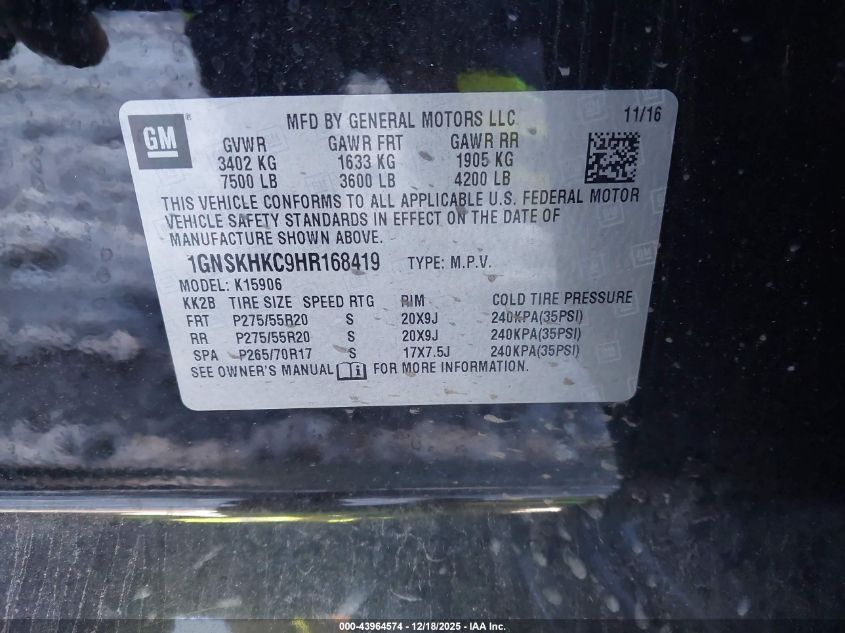 GM
MFD BY GENERAL MOTORS LLC 11/16
GVWR GAWR FRT GAWR RR
3402 KG 1633 KG 1905 KG
7500 LB 3600 LB 4200 LB
THIS VEHICLE CONFORMS TO ALL APPLICABLE U.S. FEDERAL MOTOR
VEHICLE SAFETY STANDARDS IN EFFECT ON THE DATE OF
MANUFACTURE SHOWN ABOVE.
1GNSKHKC9HR168419 TYPE: M.P.V.
MODEL: K15906
KK2B TIRE SIZE SPEED RTG RIM COLD TIRE PRESSURE
FRT P275/55R20 S 20X9J 240KPA(35PSI)
RR P275/55R20 S 20X9J 240KPA(35PSI)
SPA P265/70R17 S 17X7.5J 240KPA(35PSI)
SEE OWNER'S MANUAL FOR MORE INFORMATION.
000-43964574 - 12/18/2025 - IAA Inc.